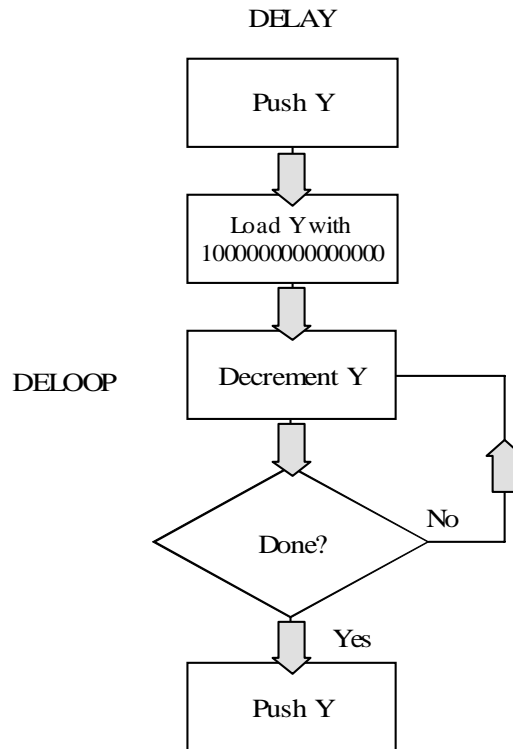 DELAY
Push Y
Load Y with
1000000000000000
DELOOP
Decrement Y
No
Done?
Yes
Push Y